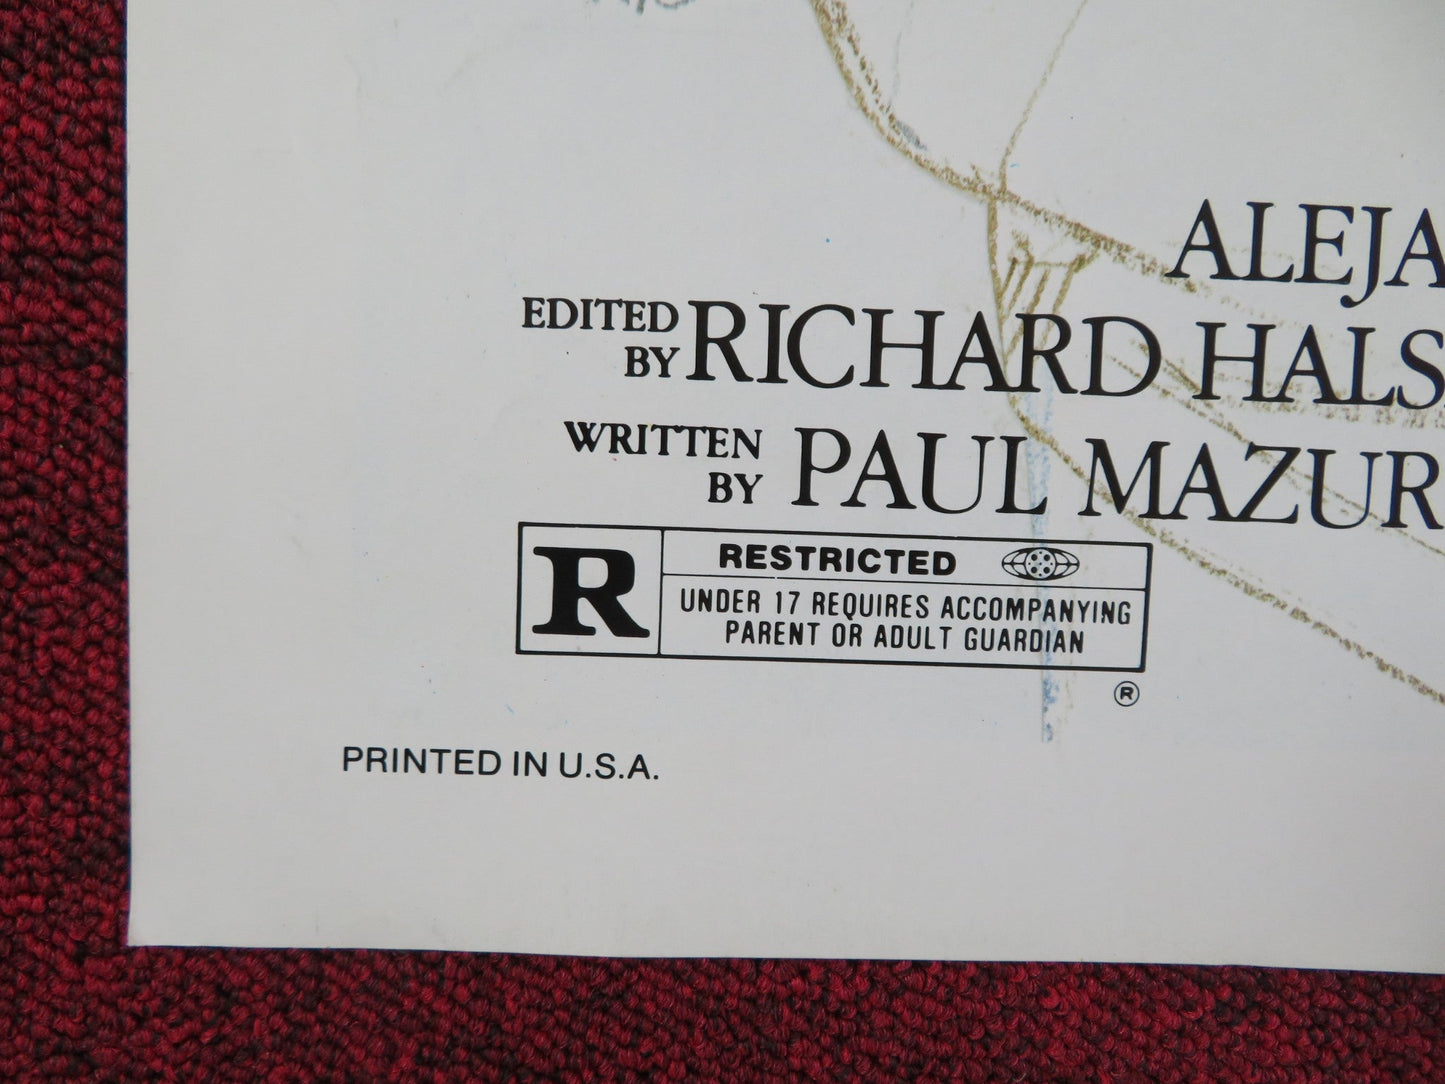 ALEJA
EDITED BY RICHARD HALS
WRITTEN BY PAUL MAZUR
R RESTRICTED
UNDER 17 REQUIRES ACCOMPANYING
PARENT OR ADULT GUARDIAN
®
PRINTED IN U.S.A.